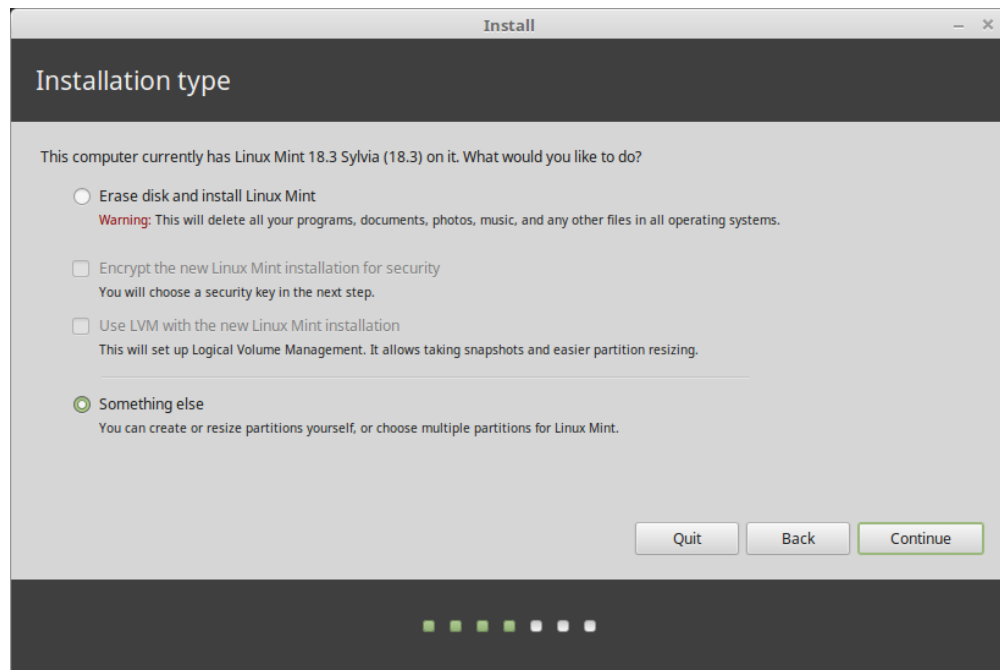 Install
Installation type
This computer currently has Linux Mint 18.3 Sylvia (18.3) on it. What would you like to do?
Erase disk and install Linux Mint
Warning: This will delete all your programs, documents, photos, music, and any other files in all operating systems.
Encrypt the new Linux Mint installation for security
You will choose a security key in the next step.
Use LVM with the new Linux Mint installation
This will set up Logical Volume Management. It allows taking snapshots and easier partition resizing.
Something else
You can create or resize partitions yourself, or choose multiple partitions for Linux Mint.
Quit Back Continue